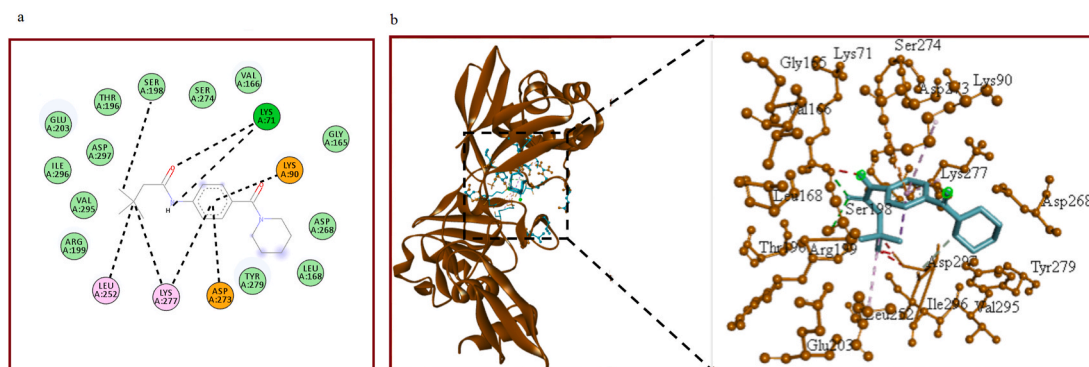 a
b
SER
A:198
SER
A:274
VAL
A:166
THR
A:196
LYS
A:71
GLU
A:203
GLY
A:165
ASP
A:297
LYS
A:90
ILE
A:296
H
O
O
N
N
VAL
A:295
ASP
A:268
ARG
A:199
LEU
A:168
TYR
A:279
LEU
A:252
LYS
A:277
ASP
A:273
Ser274
Lys71
Gly165
Lys90
Asp273
Val166
Lys277
Leu168
Asp268
Ser198
Thr196
Arg199
Asp297
Tyr279
Ile296
Val295
Leu252
Glu203